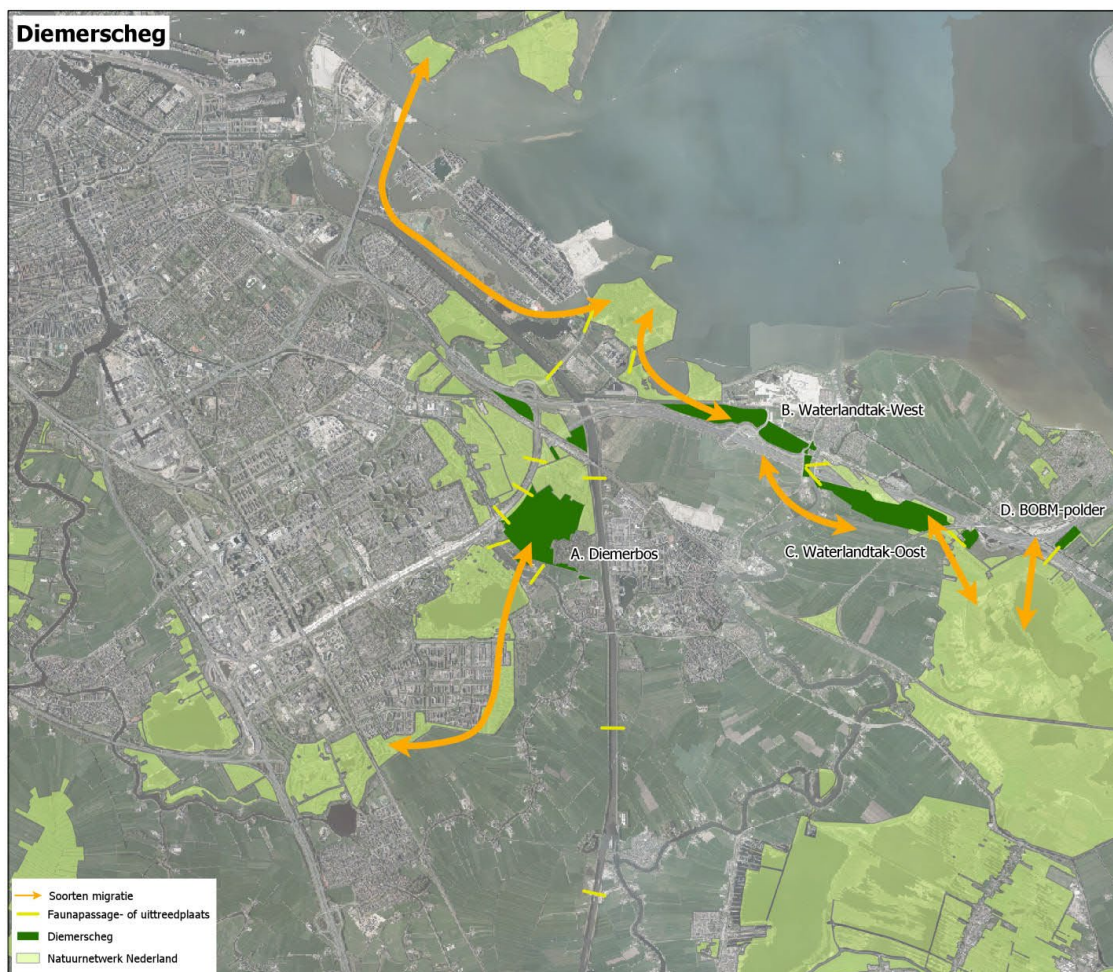 Diemerscheg
B. Waterlandtak-West
D. BOBM-polder
A. Diemerbos
C. Waterlandtak-Oost
Soorten migratie
Faunapassage- of uittreedplaats
Diemerscheg
Natuurnetwerk Nederland